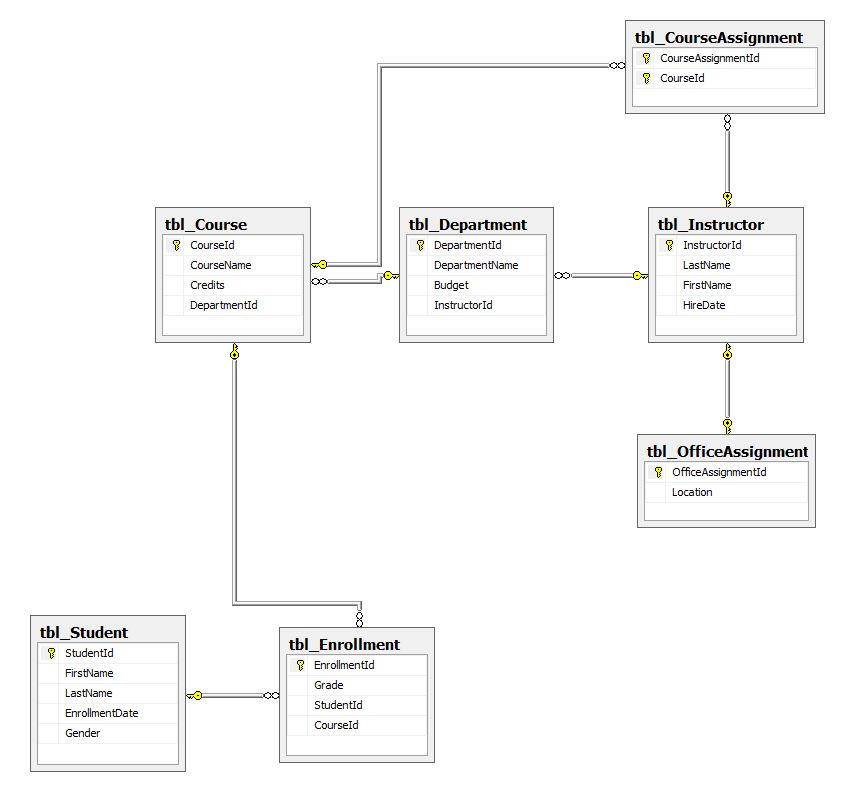 tbl_CourseAssignment
CourseAssignmentId
CourseId
tbl_Course
CourseId
CourseName
Credits
DepartmentId
tbl_Department
DepartmentId
DepartmentName
Budget
InstructorId
tbl_Instructor
InstructorId
LastName
FirstName
HireDate
tbl_OfficeAssignment
OfficeAssignmentId
Location
tbl_Student
StudentId
FirstName
LastName
EnrollmentDate
Gender
tbl_Enrollment
EnrollmentId
Grade
StudentId
CourseId